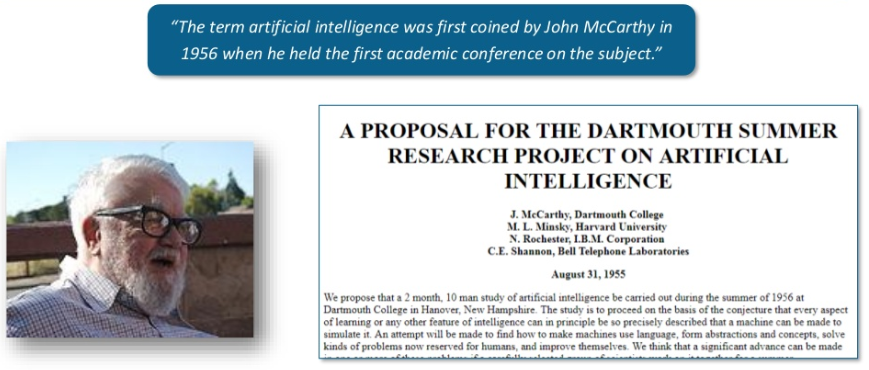 “The term artificial intelligence was first coined by John McCarthy in
1956 when he held the first academic conference on the subject.”
A PROPOSAL FOR THE DARTMOUTH SUMMER
RESEARCH PROJECT ON ARTIFICIAL
INTELLIGENCE
J. McCarthy, Dartmouth College
M. L. Minsky, Harvard University
N. Rochester, I.B.M. Corporation
C.E. Shannon, Bell Telephone Laboratories
August 31, 1955
We propose that a 2 month, 10 man study of artificial intelligence be carried out during the summer of 1956 at
Dartmouth College in Hanover, New Hampshire. The study is to proceed on the basis of the conjecture that every aspect
of learning or any other feature of intelligence can in principle be so precisely described that a machine can be made to
simulate it. An attempt will be made to find how to make machines use language, form abstractions and concepts, solve
kinds of problems now reserved for humans, and improve themselves. We think that a significant advance can be made